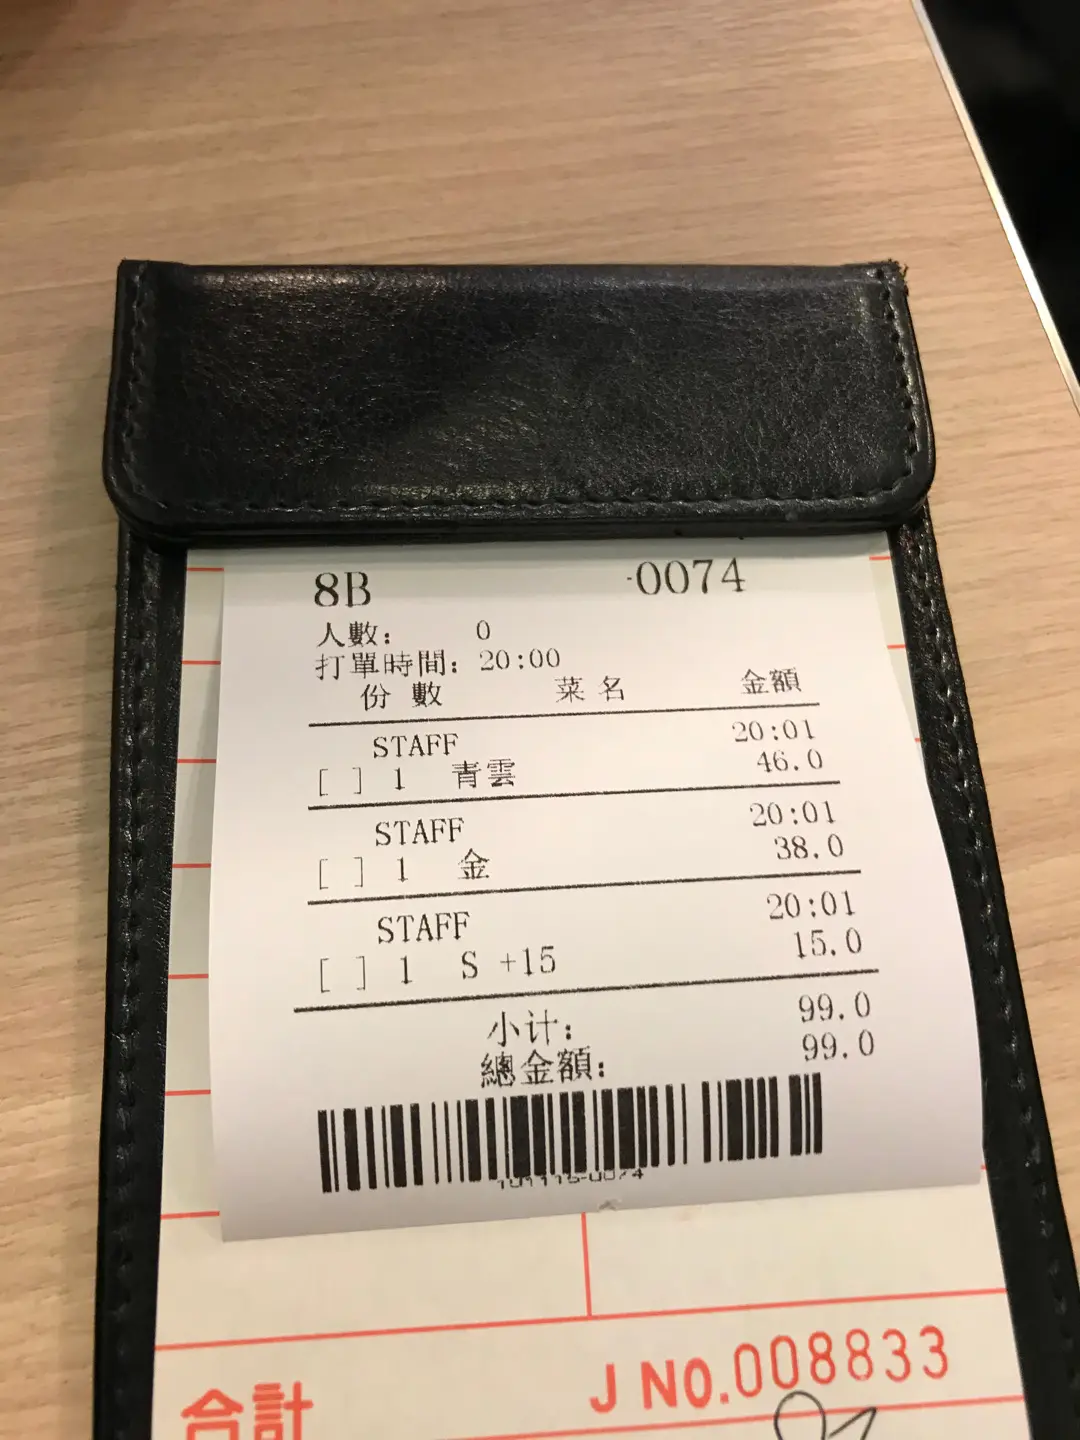 8B 0074
人數: 0
打單時間: 20:00
份 數 菜 名 金額
STAFF 20:01
[ ] 1 青雲 46.0
STAFF 20:01
[ ] 1 金 38.0
STAFF 20:01
[ ] 1 S +15 15.0
小计: 99.0
總金額: 99.0
合計 J NO.008833